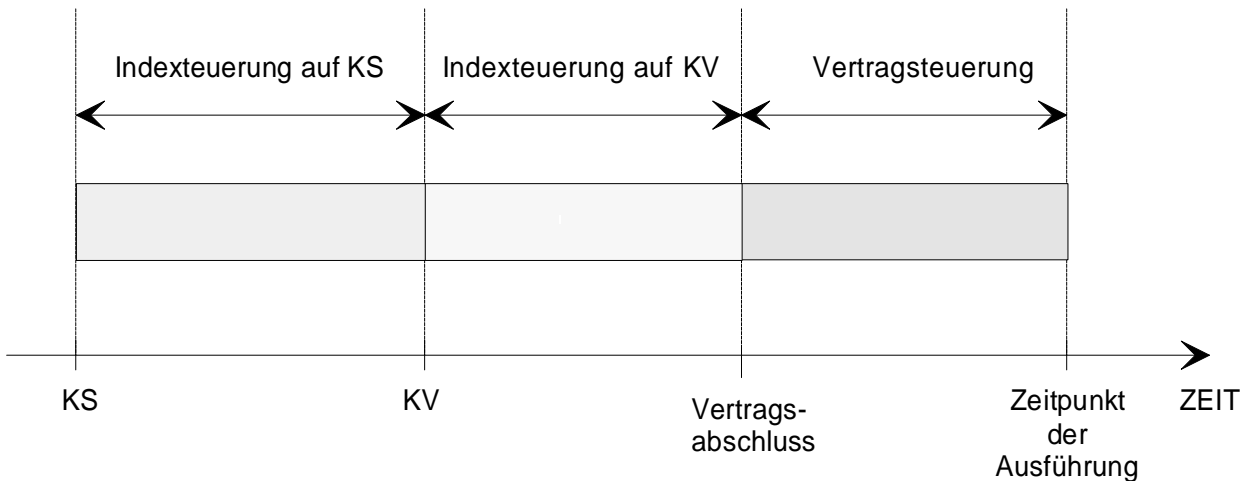 Indexteuerung auf KS
Indexteuerung auf KV
Vertragsteuerung
KS
KV
Vertrags-
abschluss
Zeitpunkt
der
Ausführung
ZEIT